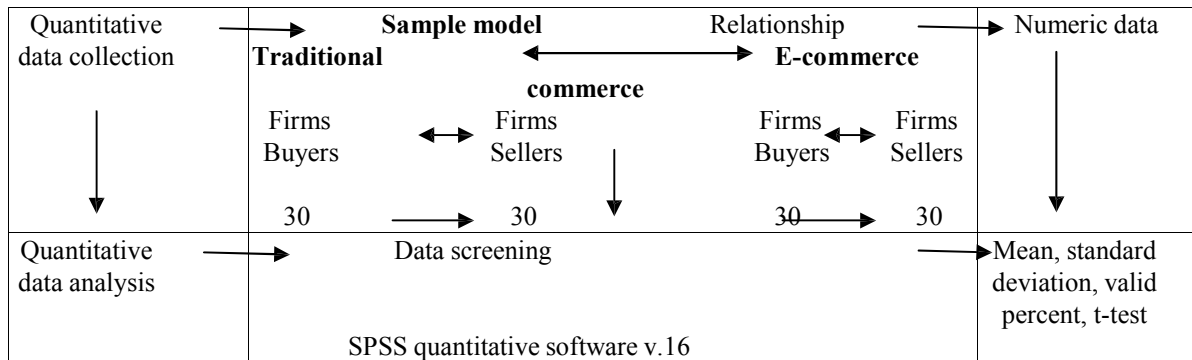 Quantitative
data collection
Sample model
Relationship
Traditional
E-commerce
commerce
Firms
Buyers
Firms
Sellers
Firms
Buyers
Firms
Sellers
30
30
30
30
Numeric data
Quantitative
data analysis
Data screening
SPSS quantitative software v.16
Mean, standard
deviation, valid
percent, t-test